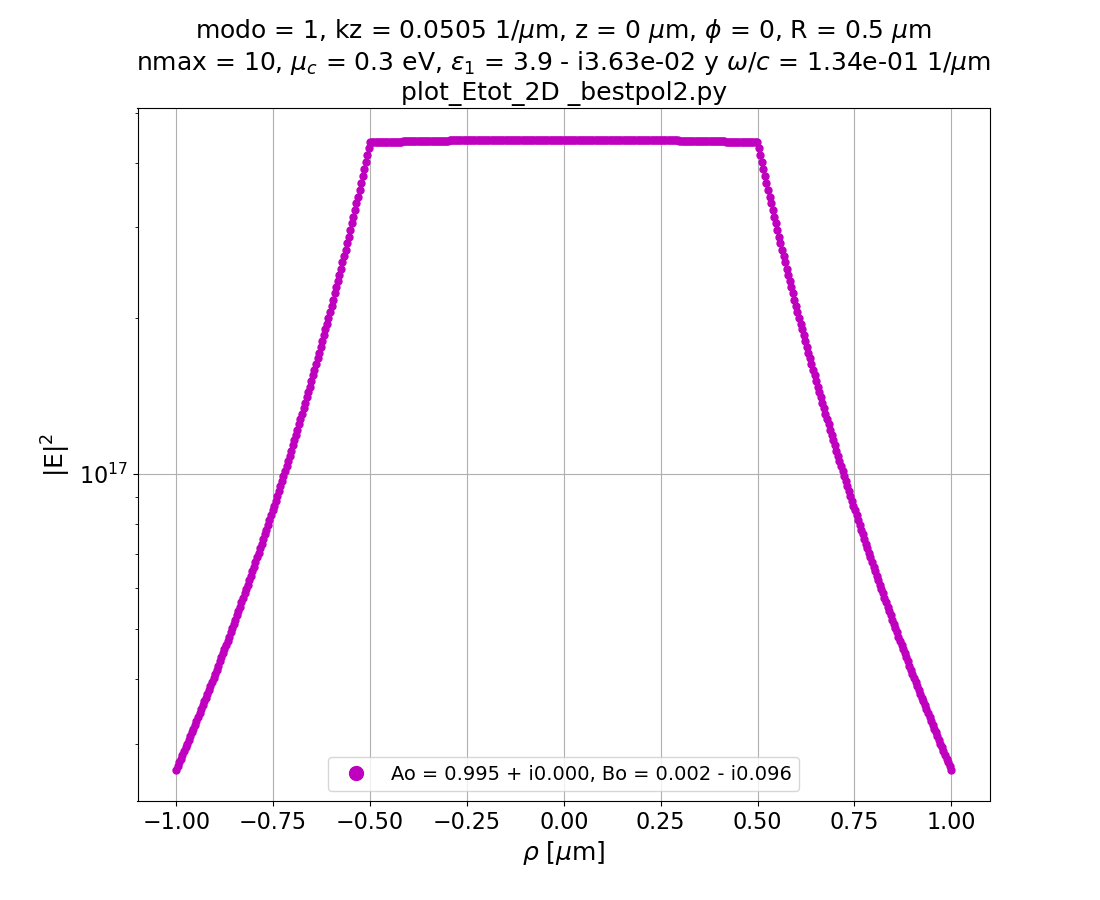 modo = 1, kz = 0.0505 1/μm, z = 0 μm, ϕ = 0, R = 0.5 μm
nmax = 10, μ_c = 0.3 eV, ε₁ = 3.9 - i3.63e-02 y ω/c = 1.34e-01 1/μm
plot_Etot_2D _bestpol2.py
|E|²
10¹⁷
Ao = 0.995 + i0.000, Bo = 0.002 - i0.096
−1.00 −0.75 −0.50 −0.25 0.00 0.25 0.50 0.75 1.00
ρ [μm]